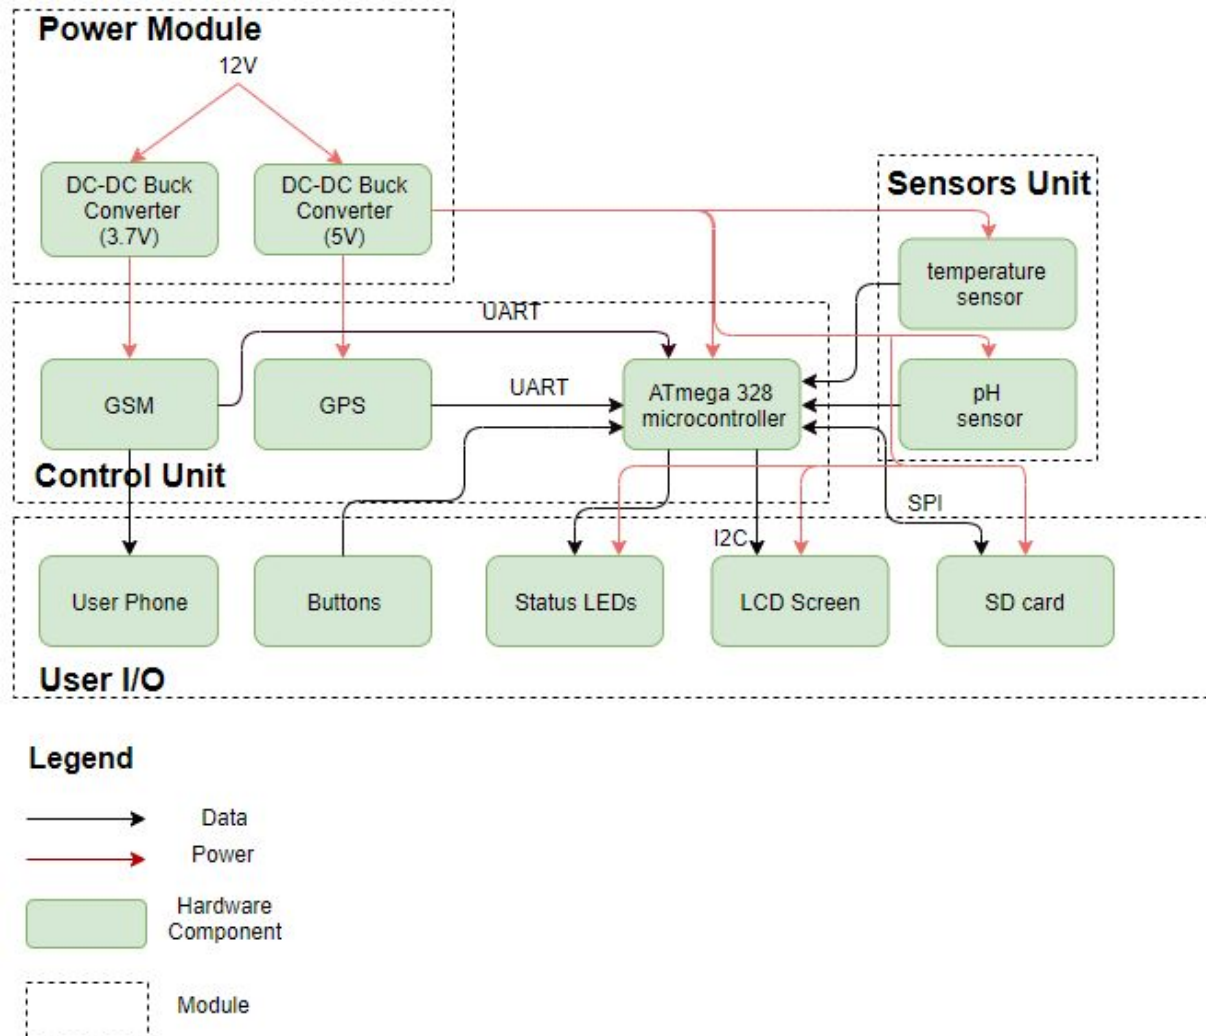 Power Module
12V
DC-DC Buck
Converter
(3.7V)
DC-DC Buck
Converter
(5V)
Sensors Unit
temperature
sensor
UART
GSM
GPS
UART
ATmega 328
microcontroller
pH
sensor
Control Unit
SPI
I2C
User Phone
Buttons
Status LEDs
LCD Screen
SD card
User I/O
Legend
Data
Power
Hardware
Component
Module